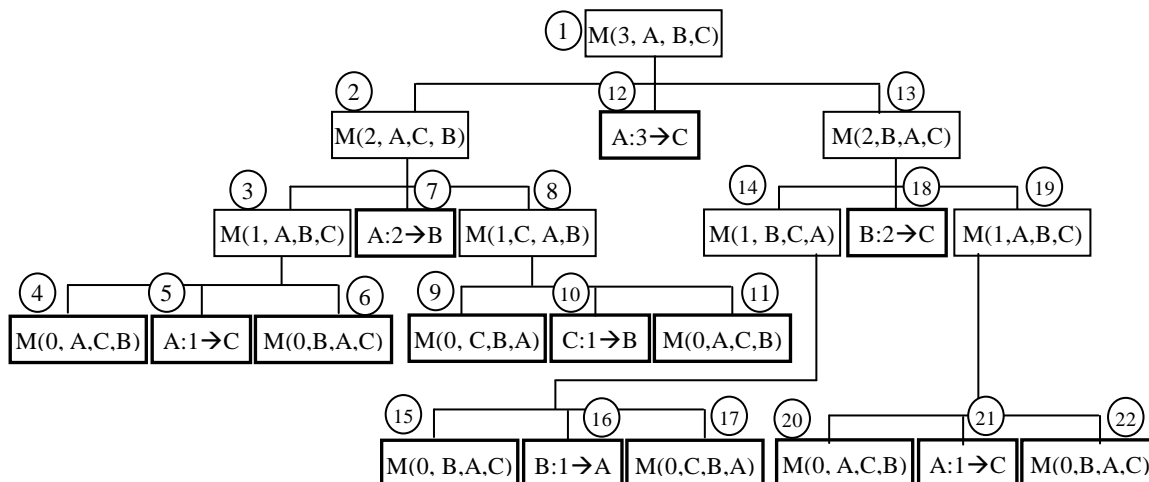 1 M(3, A, B,C)
2 12 13
M(2, A,C, B) A:3→C M(2,B,A,C)
3 7 8 14 18 19
M(1, A,B,C) A:2→B M(1,C, A,B) M(1, B,C,A) B:2→C M(1,A,B,C)
4 5 6 9 10 11
M(0, A,C,B) A:1→C M(0,B,A,C) M(0, C,B,A) C:1→B M(0,A,C,B)
15 16 17 20 21 22
M(0, B,A,C) B:1→A M(0,C,B,A) M(0, A,C,B) A:1→C M(0,B,A,C)